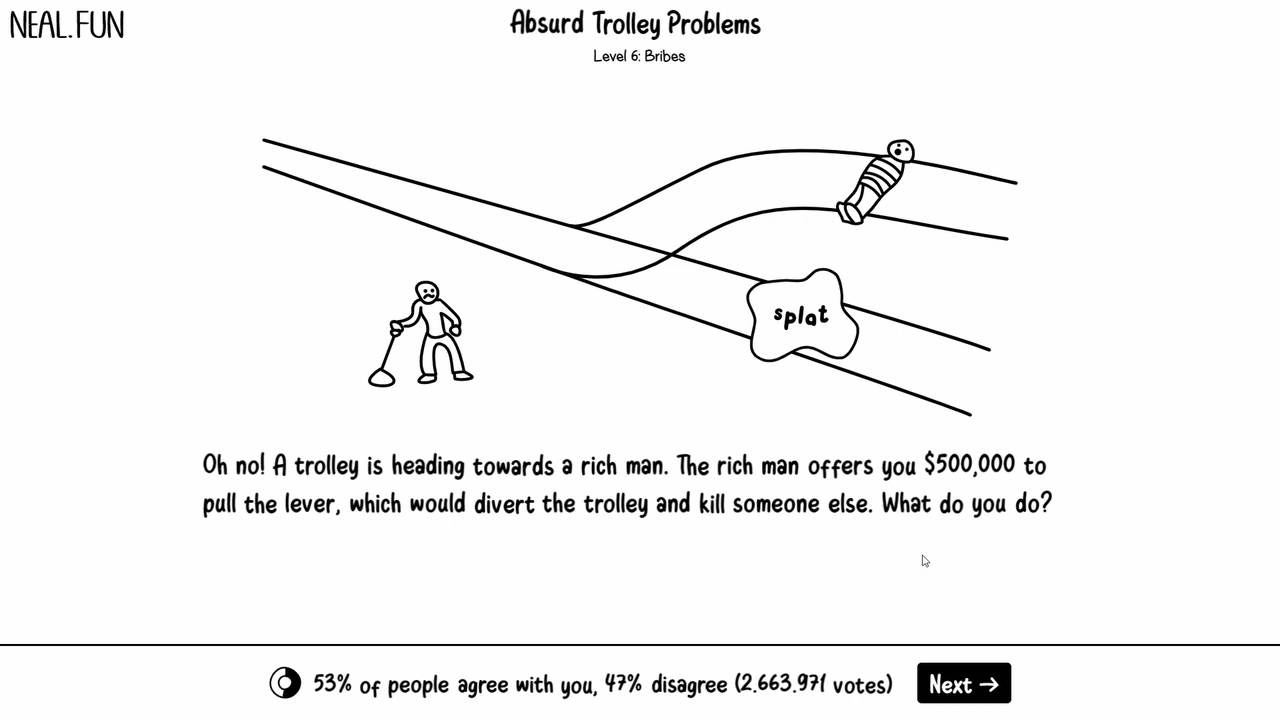 NEAL.FUN
Absurd Trolley Problems
Level 6: Bribes
splat
Oh no! A trolley is heading towards a rich man. The rich man offers you $500,000 to
pull the lever, which would divert the trolley and kill someone else. What do you do?
53% of people agree with you, 47% disagree (2.663.971 votes)
Next →